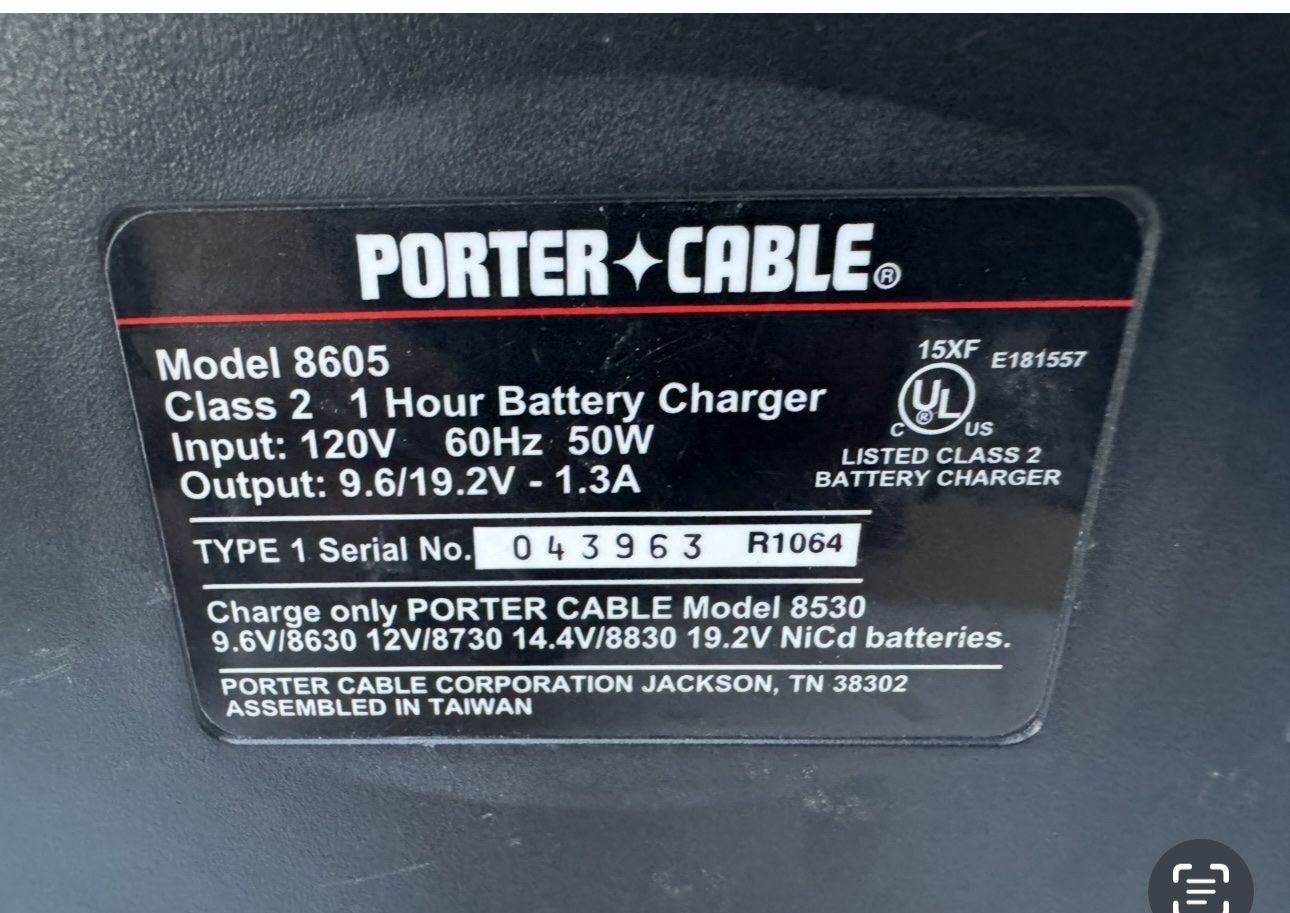 PORTER CABLE®
Model 8605
Class 2 1 Hour Battery Charger
Input: 120V 60Hz 50W
Output: 9.6/19.2V - 1.3A
15XF E181557
C UL® US
LISTED CLASS 2
BATTERY CHARGER
TYPE 1 Serial No. 043963 R1064
Charge only PORTER CABLE Model 8530
9.6V/8630 12V/8730 14.4V/8830 19.2V NiCd batteries.
PORTER CABLE CORPORATION JACKSON, TN 38302
ASSEMBLED IN TAIWAN